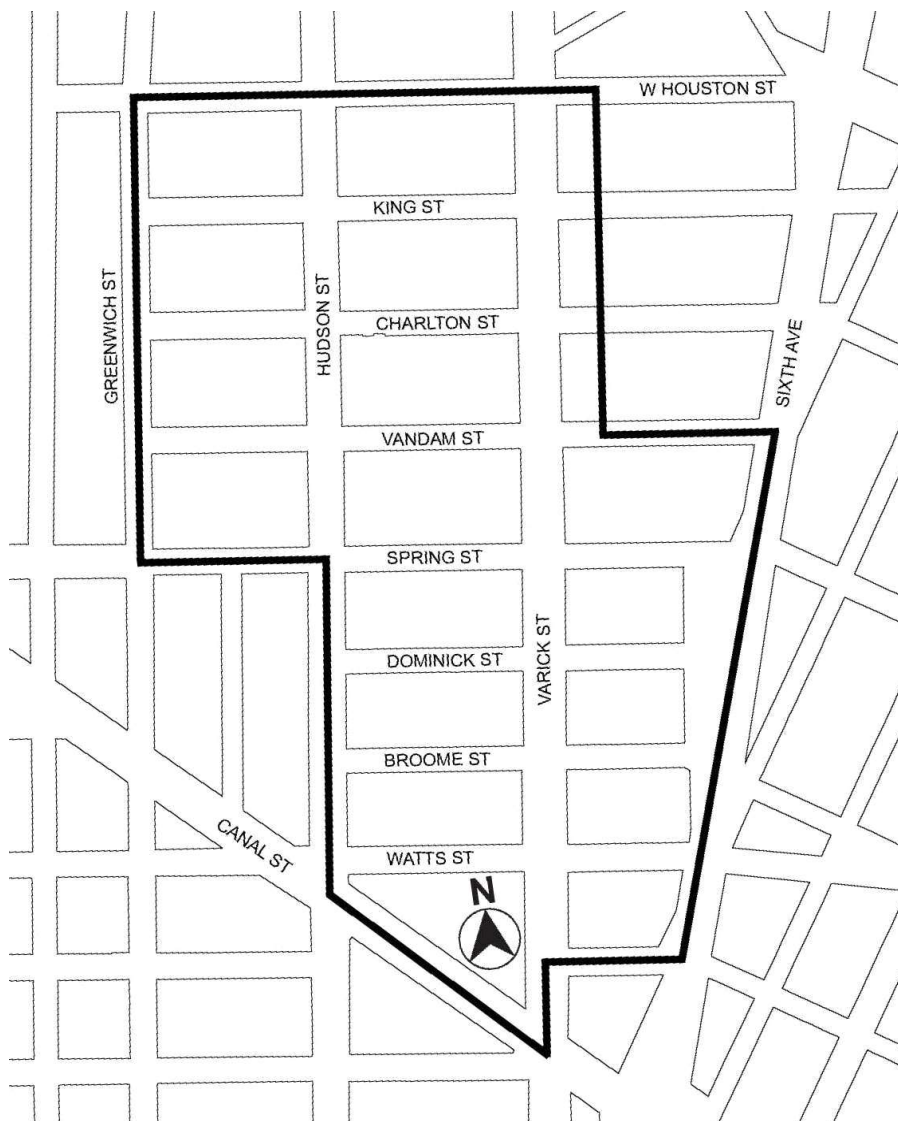 W HOUSTON ST
KING ST
GREENWICH ST
HUDSON ST
CHARLTON ST
SIXTH AVE
VANDAM ST
SPRING ST
VARICK ST
DOMINICK ST
BROOME ST
CANAL ST
WATTS ST
N